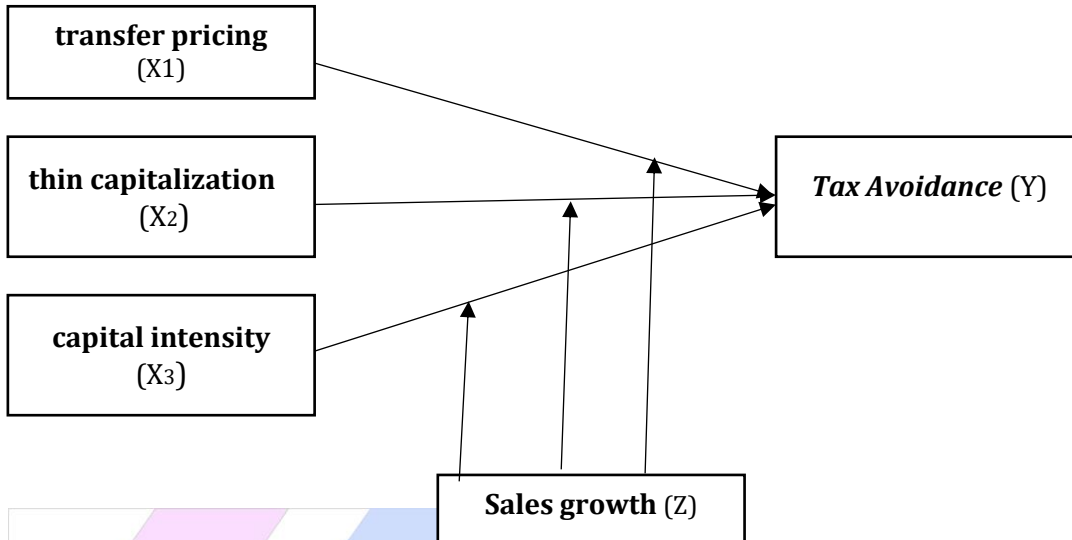 transfer pricing
(X1)
thin capitalization
(X2)
capital intensity
(X3)
Tax Avoidance (Y)
Sales growth (Z)